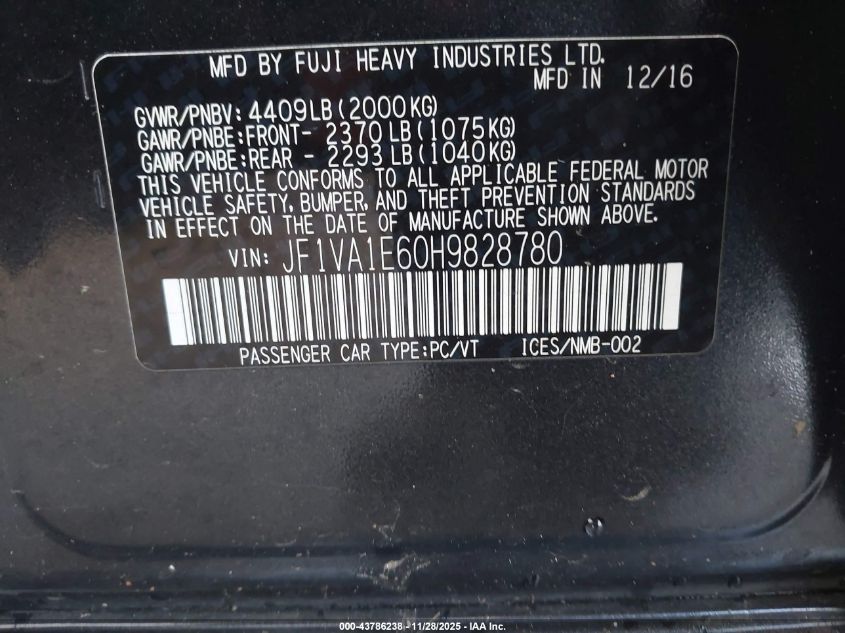 MFD BY FUJI HEAVY INDUSTRIES LTD.
MFD IN 12/16
GVWR/PNBV: 4409LB(2000KG)
GAWR/PNBE:FRONT- 2370 LB(1075KG)
GAWR/PNBE:REAR - 2293 LB(1040KG)
THIS VEHICLE CONFORMS TO ALL APPLICABLE FEDERAL MOTOR
VEHICLE SAFETY, BUMPER, AND THEFT PREVENTION STANDARDS
IN EFFECT ON THE DATE OF MANUFACTURE SHOWN ABOVE.
VIN: JF1VA1E60H9828780
PASSENGER CAR TYPE:PC/VT ICES/NMB-002
000-43786238 - 11/28/2025 - IAA Inc.